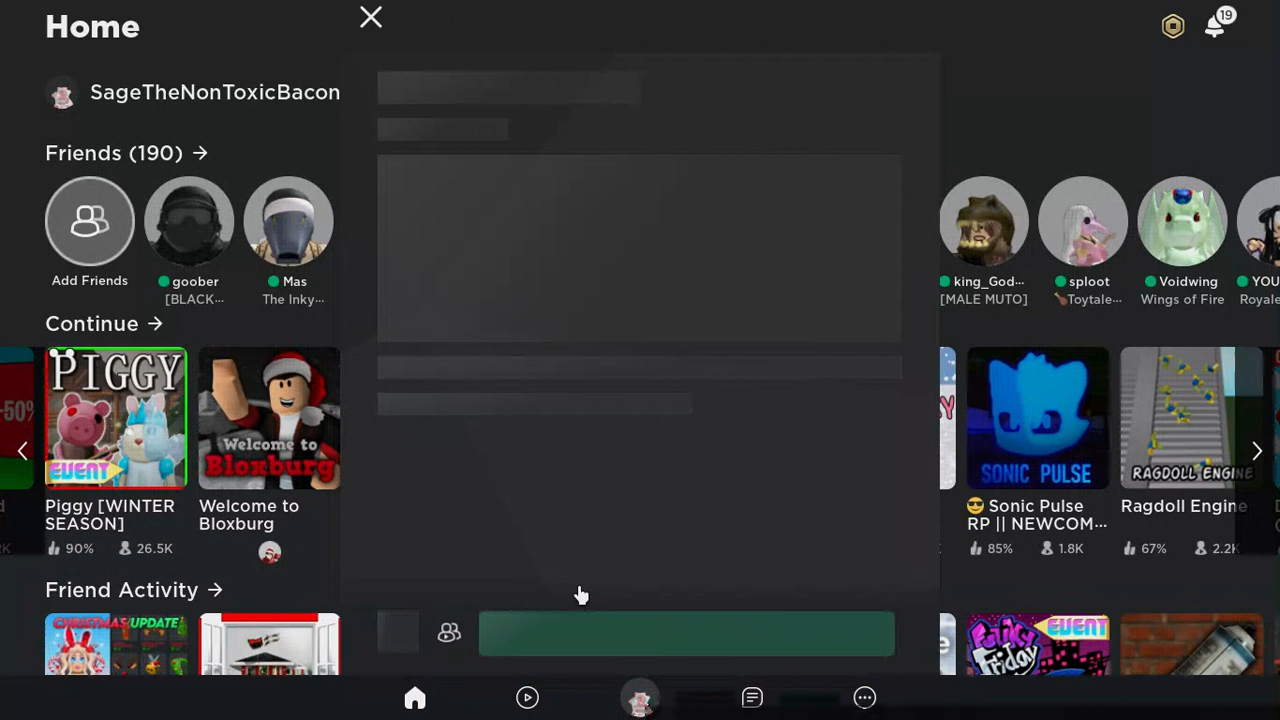 Home
19
SageTheNonToxicBacon
Friends (190)
Add Friends
goober
[BLACK...
Mas
The Inky...
king_God...
[MALE MUTO]
sploot
Toytale...
Voidwing
Wings of Fire
YOU
Royale
Continue
-50%
PIGGY
EVENT
Welcome to
Bloxburg
SONIC PULSE
RAGDOLL ENGINE
Piggy [WINTER
SEASON]
90% 26.5K
Welcome to
Bloxburg
😎 Sonic Pulse
RP || NEWCOM...
85% 1.8K
Ragdoll Engine
67% 2.2K
Friend Activity
CHRISTMAS UPDATE
Funky
Friday
EVENT